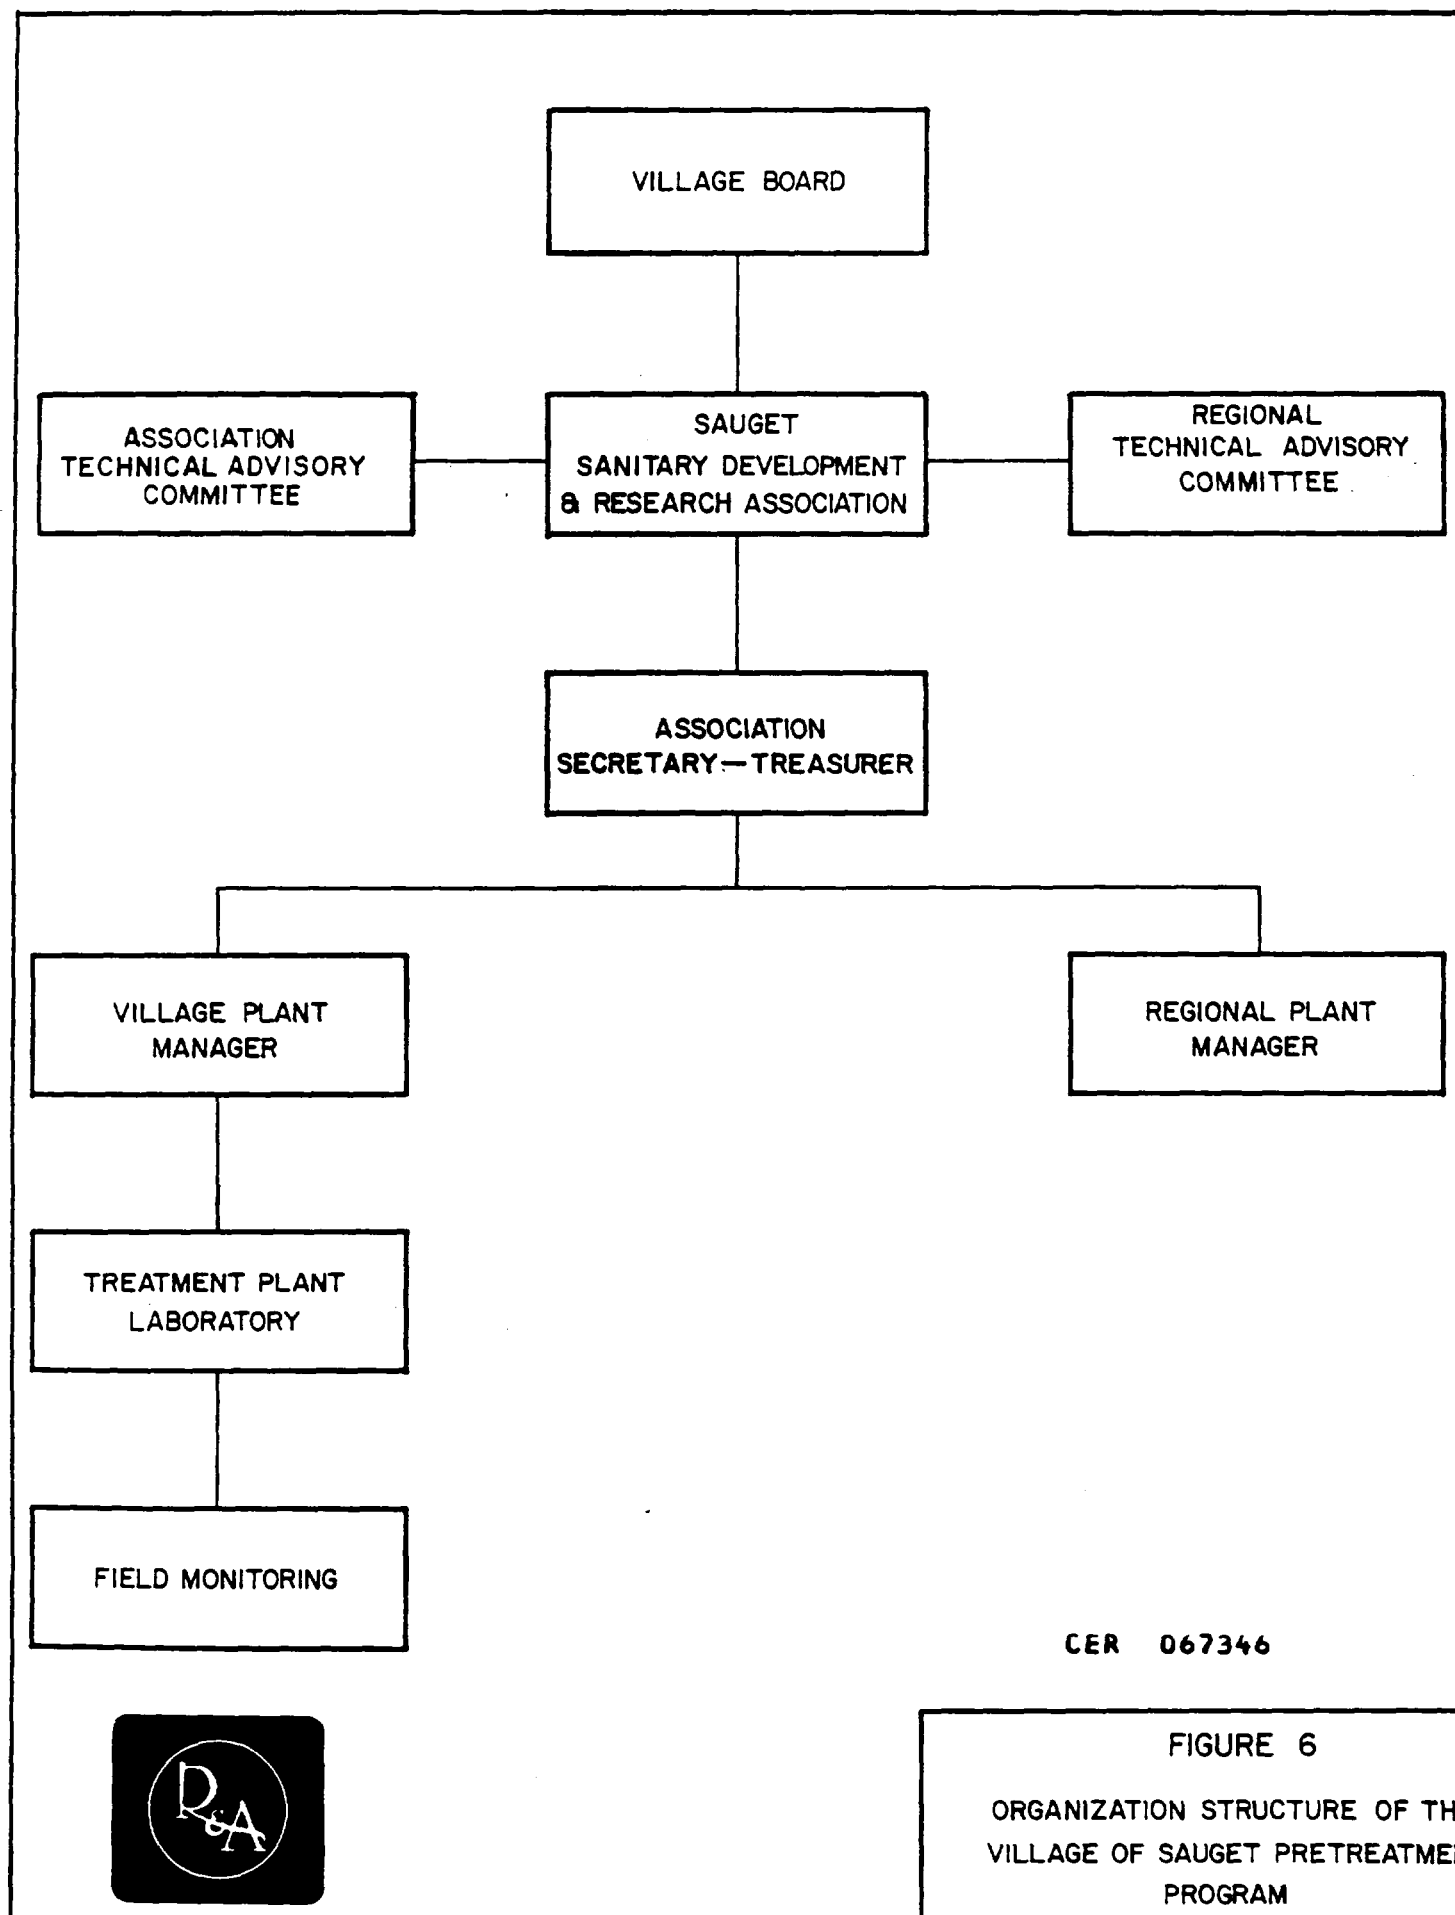 VILLAGE BOARD
ASSOCIATION
TECHNICAL ADVISORY
COMMITTEE
SAUGET
SANITARY DEVELOPMENT
& RESEARCH ASSOCIATION
REGIONAL
TECHNICAL ADVISORY
COMMITTEE
ASSOCIATION
SECRETARY—TREASURER
VILLAGE PLANT
MANAGER
REGIONAL PLANT
MANAGER
TREATMENT PLANT
LABORATORY
FIELD MONITORING
CER 067346
R&A
FIGURE 6
ORGANIZATION STRUCTURE OF TH
VILLAGE OF SAUGET PRETREATME
PROGRAM